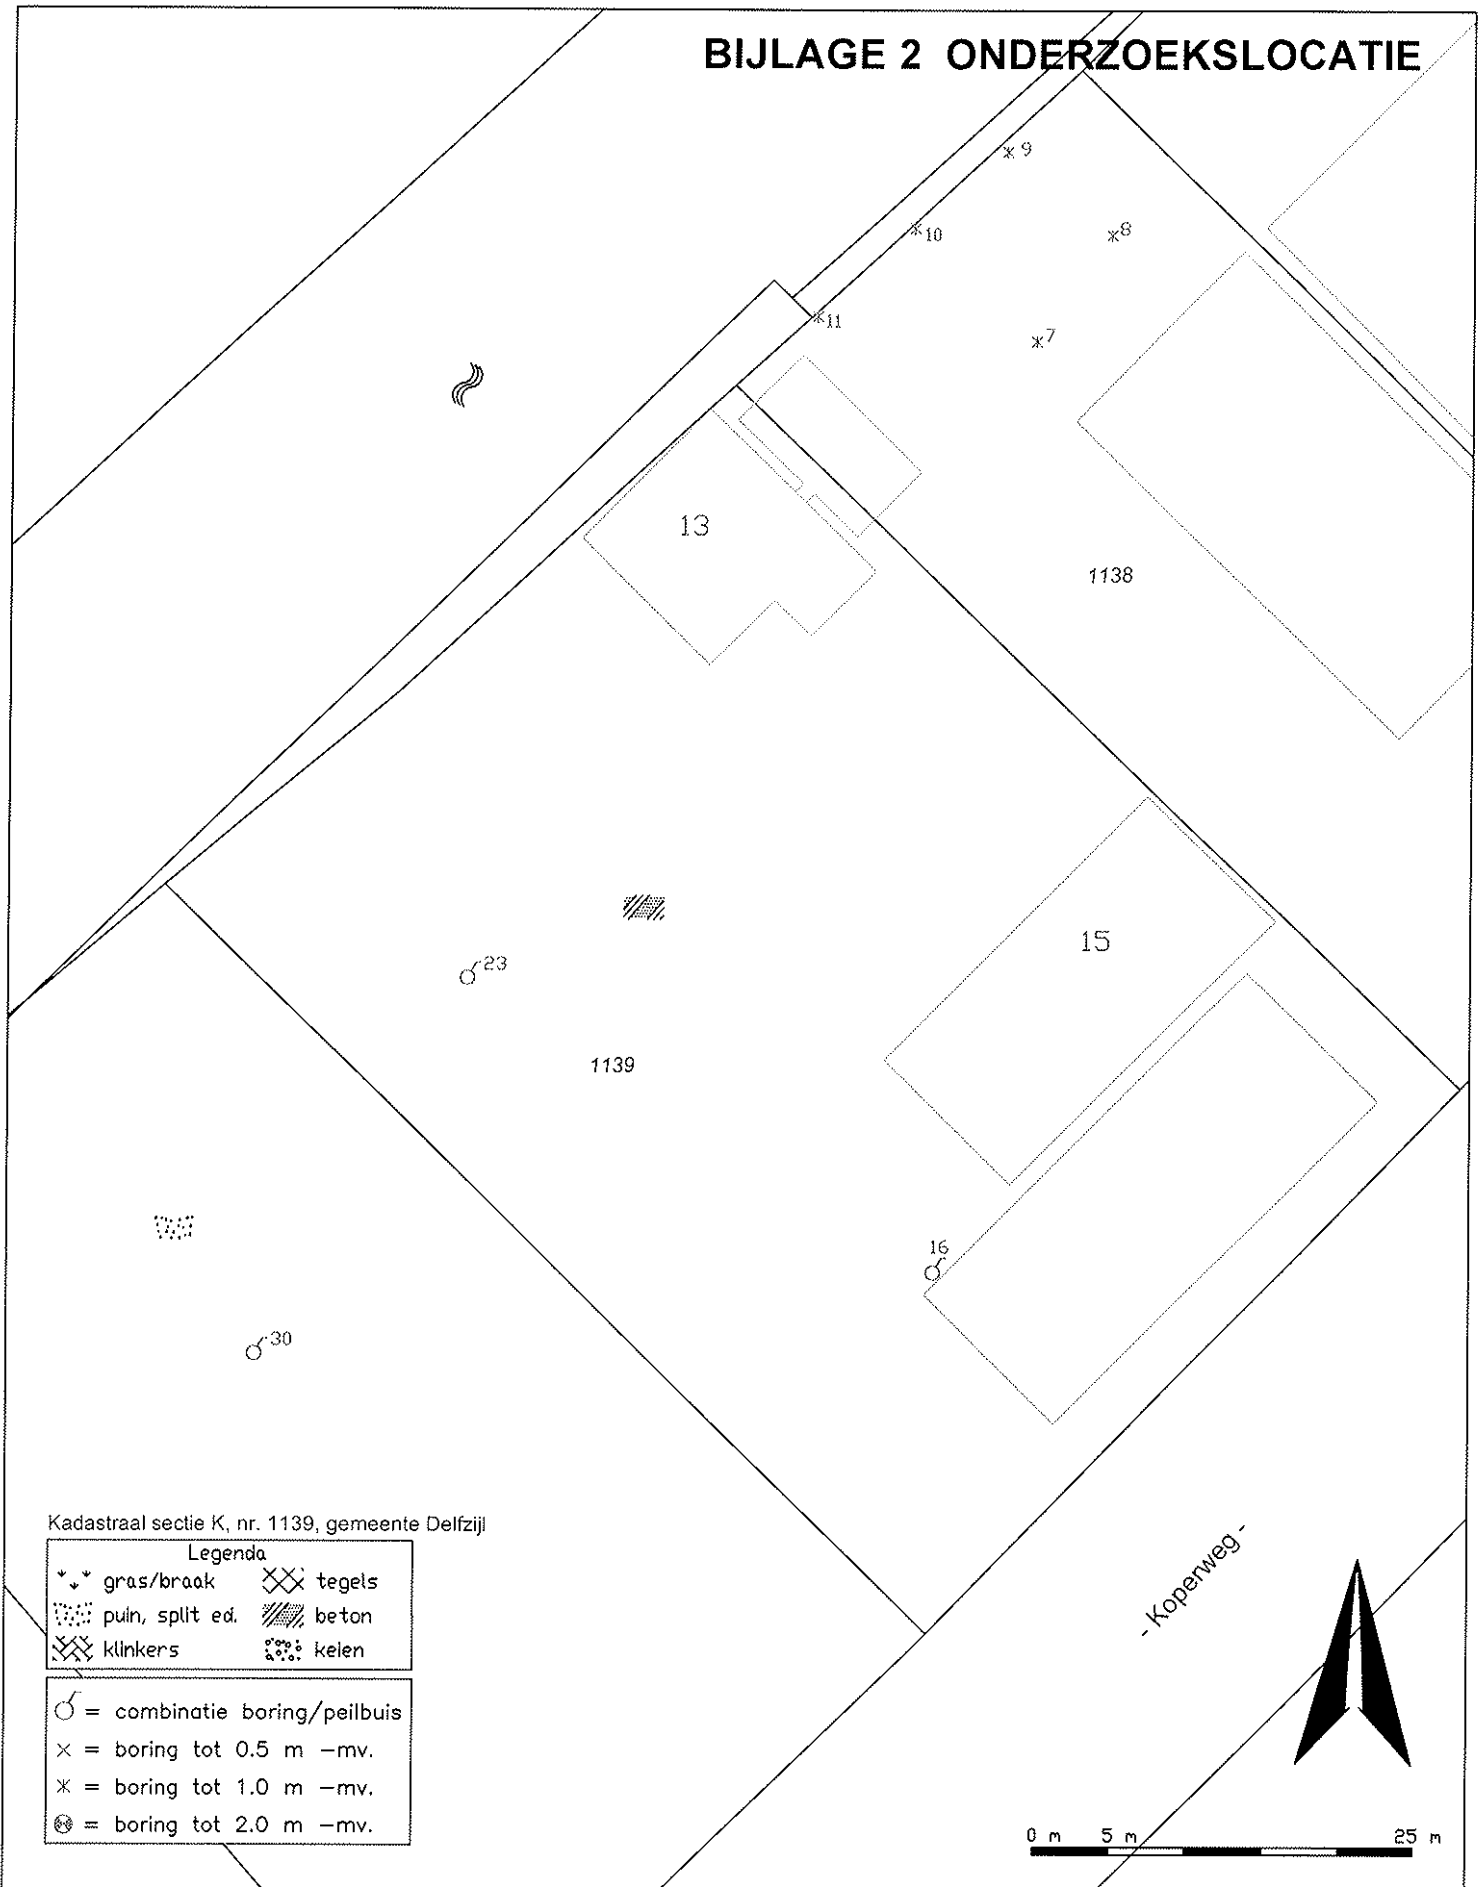 BIJLAGE 2 ONDERZOEKSLOCATIE
9
10
8
11
7
13
1138
15
23
1139
16
30
Kadastraal sectie K, nr. 1139, gemeente Delfzijl
Legenda
gras/braak tegels
puin, split ed. beton
klinkers keien
= combinatie boring/peilbuis
× = boring tot 0.5 m -mv.
= boring tot 1.0 m -mv.
= boring tot 2.0 m -mv.
- Koperweg -
0 m 5 m 25 m